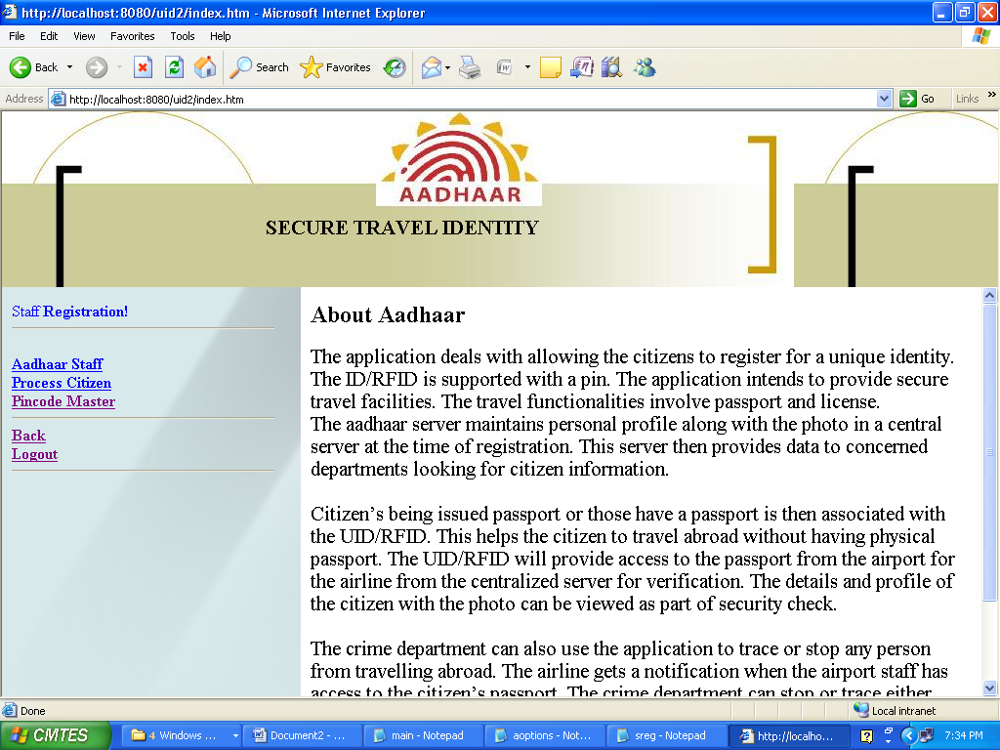 http://localhost:8080/uid2/index.htm - Microsoft Internet Explorer
File Edit View Favorites Tools Help
Back Search Favorites
Address http://localhost:8080/uid2/index.htm Go Links »
AADHAAR
SECURE TRAVEL IDENTITY
Staff Registration!
Aadhaar Staff
Process Citizen
Pincode Master
Back
Logout
About Aadhaar
The application deals with allowing the citizens to register for a unique identity.
The ID/RFID is supported with a pin. The application intends to provide secure
travel facilities. The travel functionalities involve passport and license.
The aadhaar server maintains personal profile along with the photo in a central
server at the time of registration. This server then provides data to concerned
departments looking for citizen information.
Citizen’s being issued passport or those have a passport is then associated with
the UID/RFID. This helps the citizen to travel abroad without having physical
passport. The UID/RFID will provide access to the passport from the airport for
the airline from the centralized server for verification. The details and profile of
the citizen with the photo can be viewed as part of security check.
The crime department can also use the application to trace or stop any person
from travelling abroad. The airline gets a notification when the airport staff has
access to the citizen’s passport. The crime department can stop or trace either
Done Local intranet
CMTES 4 Windows ... Document2 - ... main - Notepad aoptions - Not... sreg - Notepad http://localho... 7:34 PM